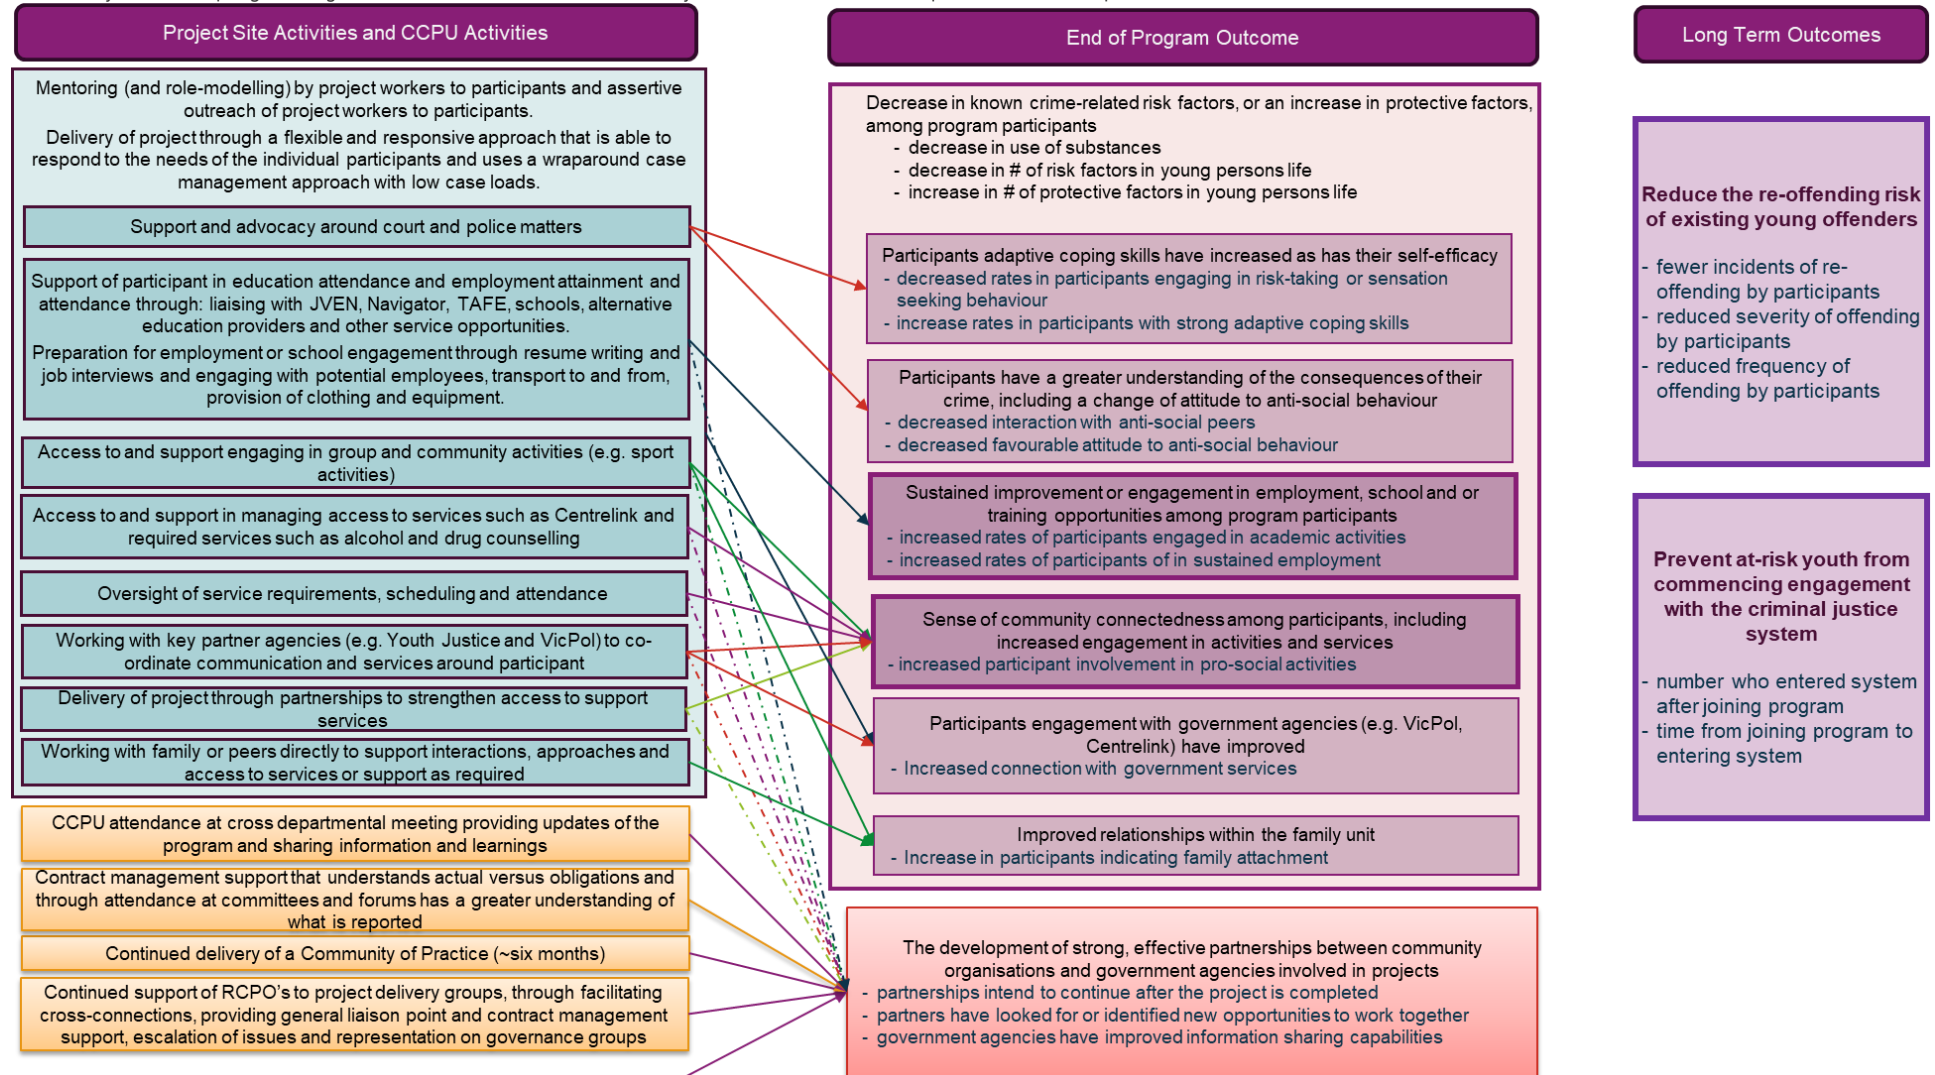 Project Site Activities and CCPU Activities
Mentoring (and role-modelling) by project workers to participants and assertive
outreach of project workers to participants.
Delivery of project through a flexible and responsive approach that is able to
respond to the needs of the individual participants and uses a wraparound case
management approach with low case loads.
Support and advocacy around court and police matters
Support of participant in education attendance and employment attainment and
attendance through: liaising with JVEN, Navigator, TAFE, schools, alternative
education providers and other service opportunities.
Preparation for employment or school engagement through resume writing and
job interviews and engaging with potential employees, transport to and from,
provision of clothing and equipment.
Access to and support engaging in group and community activities (e.g. sport
activities)
Access to and support in managing access to services such as Centrelink and
required services such as alcohol and drug counselling
Oversight of service requirements, scheduling and attendance
Working with key partner agencies (e.g. Youth Justice and VicPol) to co-
ordinate communication and services around participant
Delivery of project through partnerships to strengthen access to support
services
Working with family or peers directly to support interactions, approaches and
access to services or support as required
CCPU attendance at cross departmental meeting providing updates of the
program and sharing information and learnings
Contract management support that understands actual versus obligations and
through attendance at committees and forums has a greater understanding of
what is reported
Continued delivery of a Community of Practice (~six months)
Continued support of RCPO's to project delivery groups, through facilitating
cross-connections, providing general liaison point and contract management
support, escalation of issues and representation on governance groups
End of Program Outcome
Decrease in known crime-related risk factors, or an increase in protective factors,
among program participants
- decrease in use of substances
- decrease in # of risk factors in young persons life
- increase in # of protective factors in young persons life
Participants adaptive coping skills have increased as has their self-efficacy
- decreased rates in participants engaging in risk-taking or sensation
seeking behaviour
- increase rates in participants with strong adaptive coping skills
Participants have a greater understanding of the consequences of their
crime, including a change of attitude to anti-social behaviour
- decreased interaction with anti-social peers
- decreased favourable attitude to anti-social behaviour
Sustained improvement or engagement in employment, school and or
training opportunities among program participants
- increased rates of participants engaged in academic activities
- increased rates of participants of in sustained employment
Sense of community connectedness among participants, including
increased engagement in activities and services
- increased participant involvement in pro-social activities
Participants engagement with government agencies (e.g. VicPol,
Centrelink) have improved
- Increased connection with government services
Improved relationships within the family unit
- Increase in participants indicating family attachment
The development of strong, effective partnerships between community
organisations and government agencies involved in projects
- partnerships intend to continue after the project is completed
- partners have looked for or identified new opportunities to work together
- government agencies have improved information sharing capabilities
Long Term Outcomes
Reduce the re-offending risk
of existing young offenders
- fewer incidents of re-
offending by participants
- reduced severity of offending
by participants
- reduced frequency of
offending by participants
Prevent at-risk youth from
commencing engagement
with the criminal justice
system
- number who entered system
after joining program
- time from joining program to
entering system